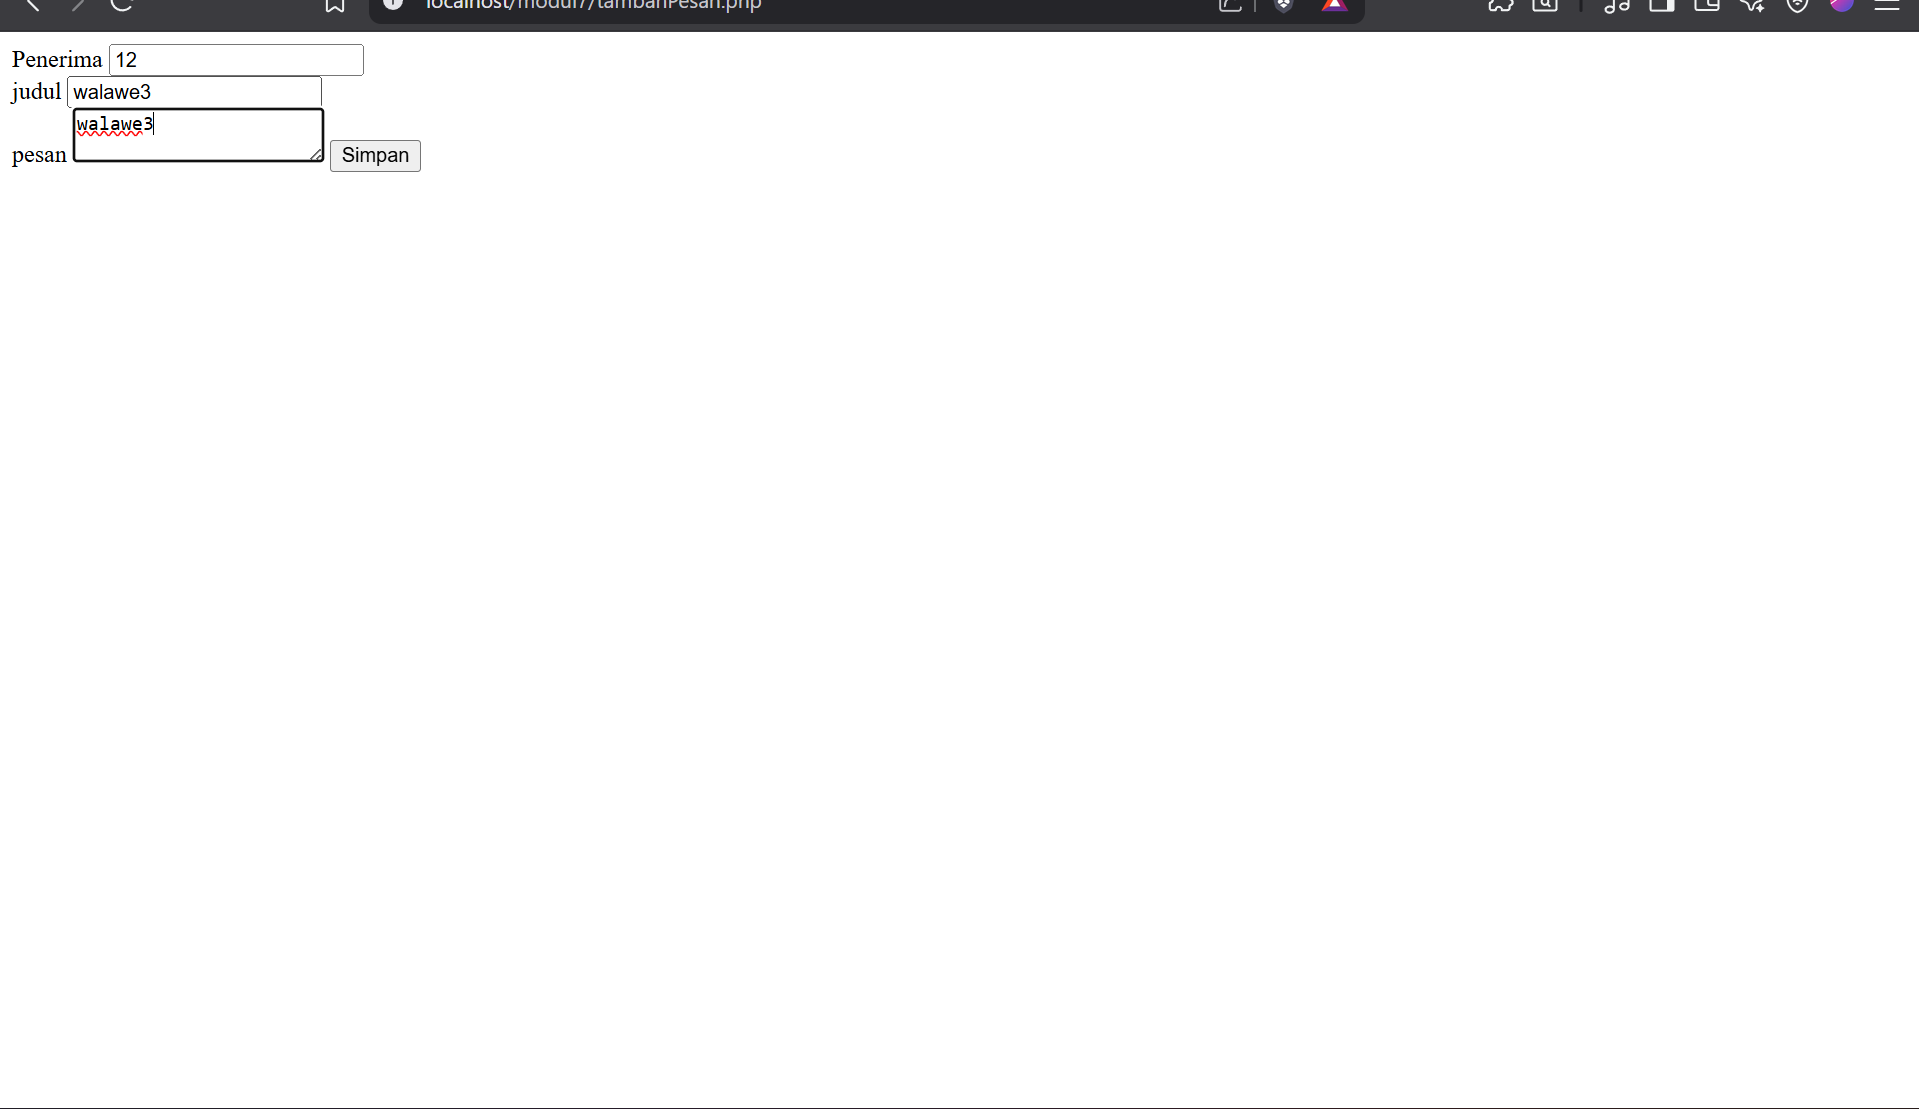 localhost/modul7/tambahPesan.php
Penerima 12
judul walawe3
walawe3
pesan Simpan